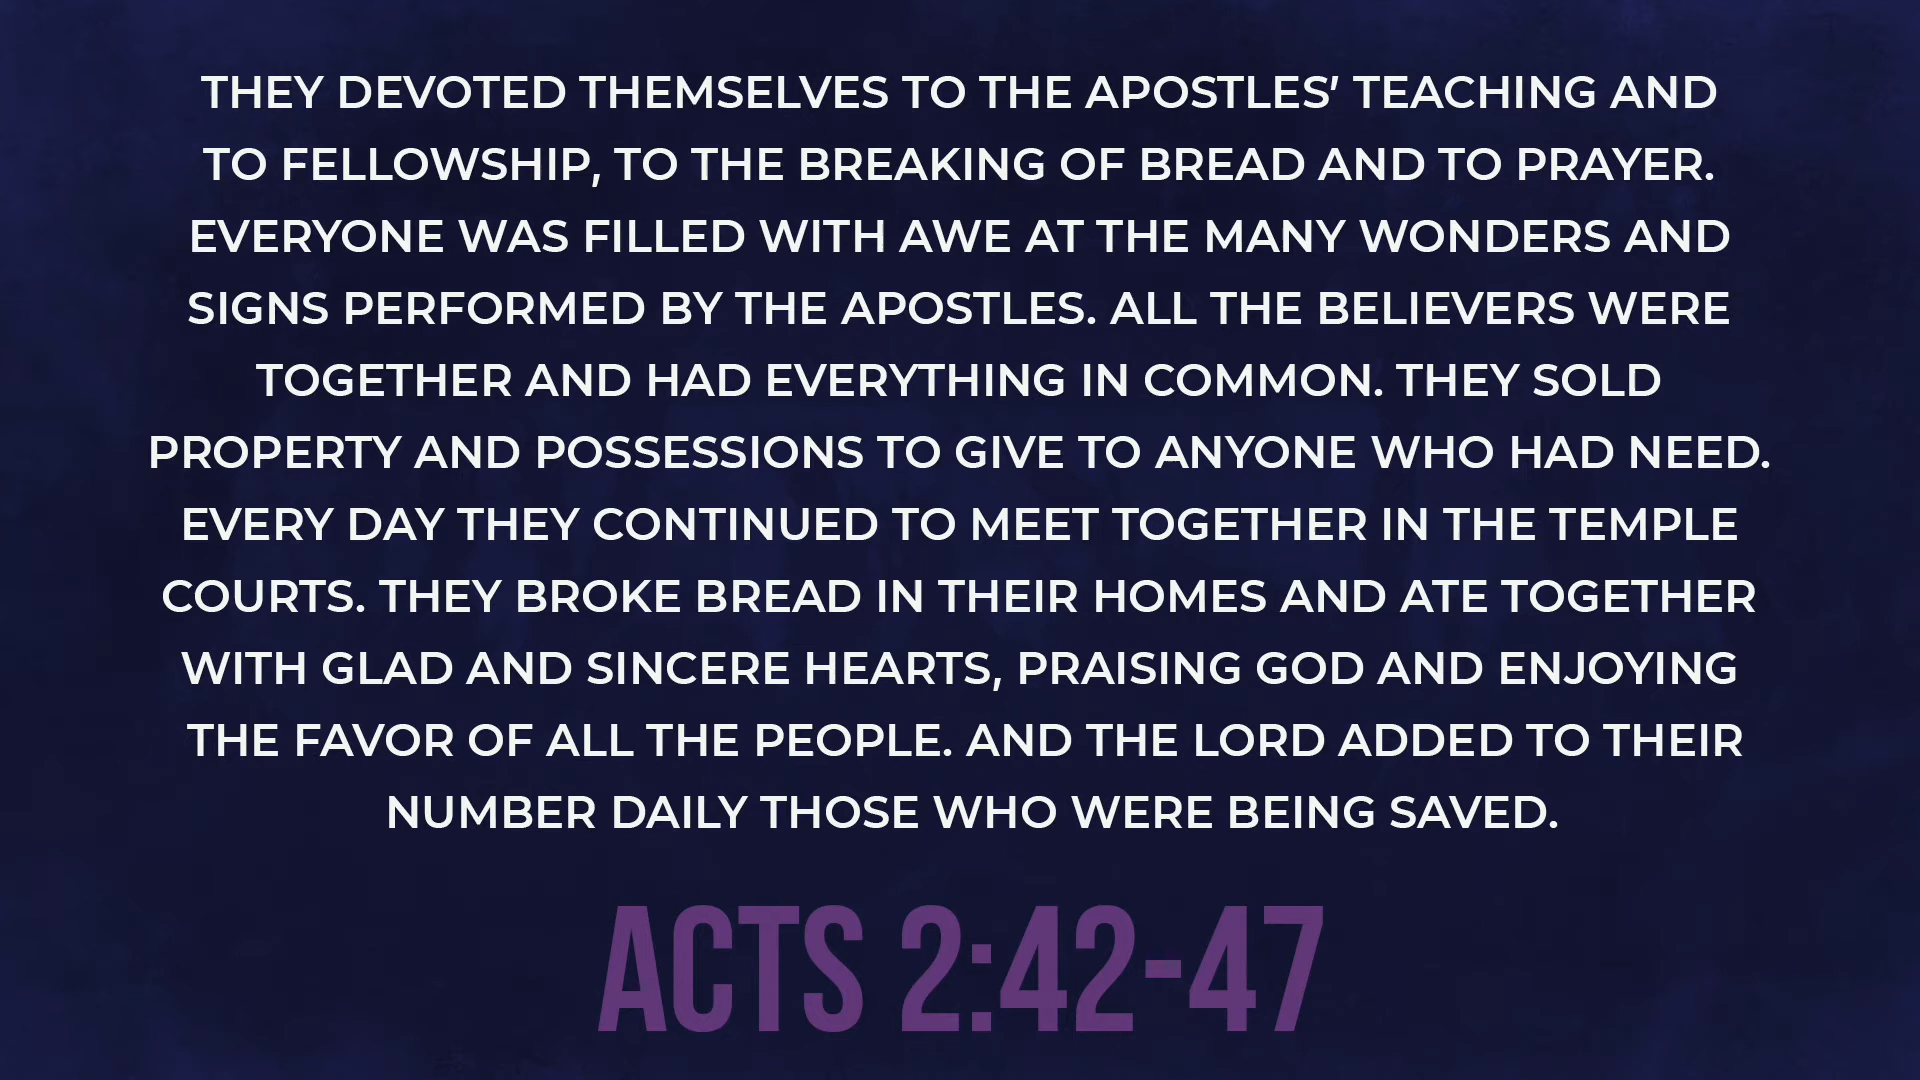 THEY DEVOTED THEMSELVES TO THE APOSTLES’ TEACHING AND
TO FELLOWSHIP, TO THE BREAKING OF BREAD AND TO PRAYER.
EVERYONE WAS FILLED WITH AWE AT THE MANY WONDERS AND
SIGNS PERFORMED BY THE APOSTLES. ALL THE BELIEVERS WERE
TOGETHER AND HAD EVERYTHING IN COMMON. THEY SOLD
PROPERTY AND POSSESSIONS TO GIVE TO ANYONE WHO HAD NEED.
EVERY DAY THEY CONTINUED TO MEET TOGETHER IN THE TEMPLE
COURTS. THEY BROKE BREAD IN THEIR HOMES AND ATE TOGETHER
WITH GLAD AND SINCERE HEARTS, PRAISING GOD AND ENJOYING
THE FAVOR OF ALL THE PEOPLE. AND THE LORD ADDED TO THEIR
NUMBER DAILY THOSE WHO WERE BEING SAVED.
ACTS 2:42-47